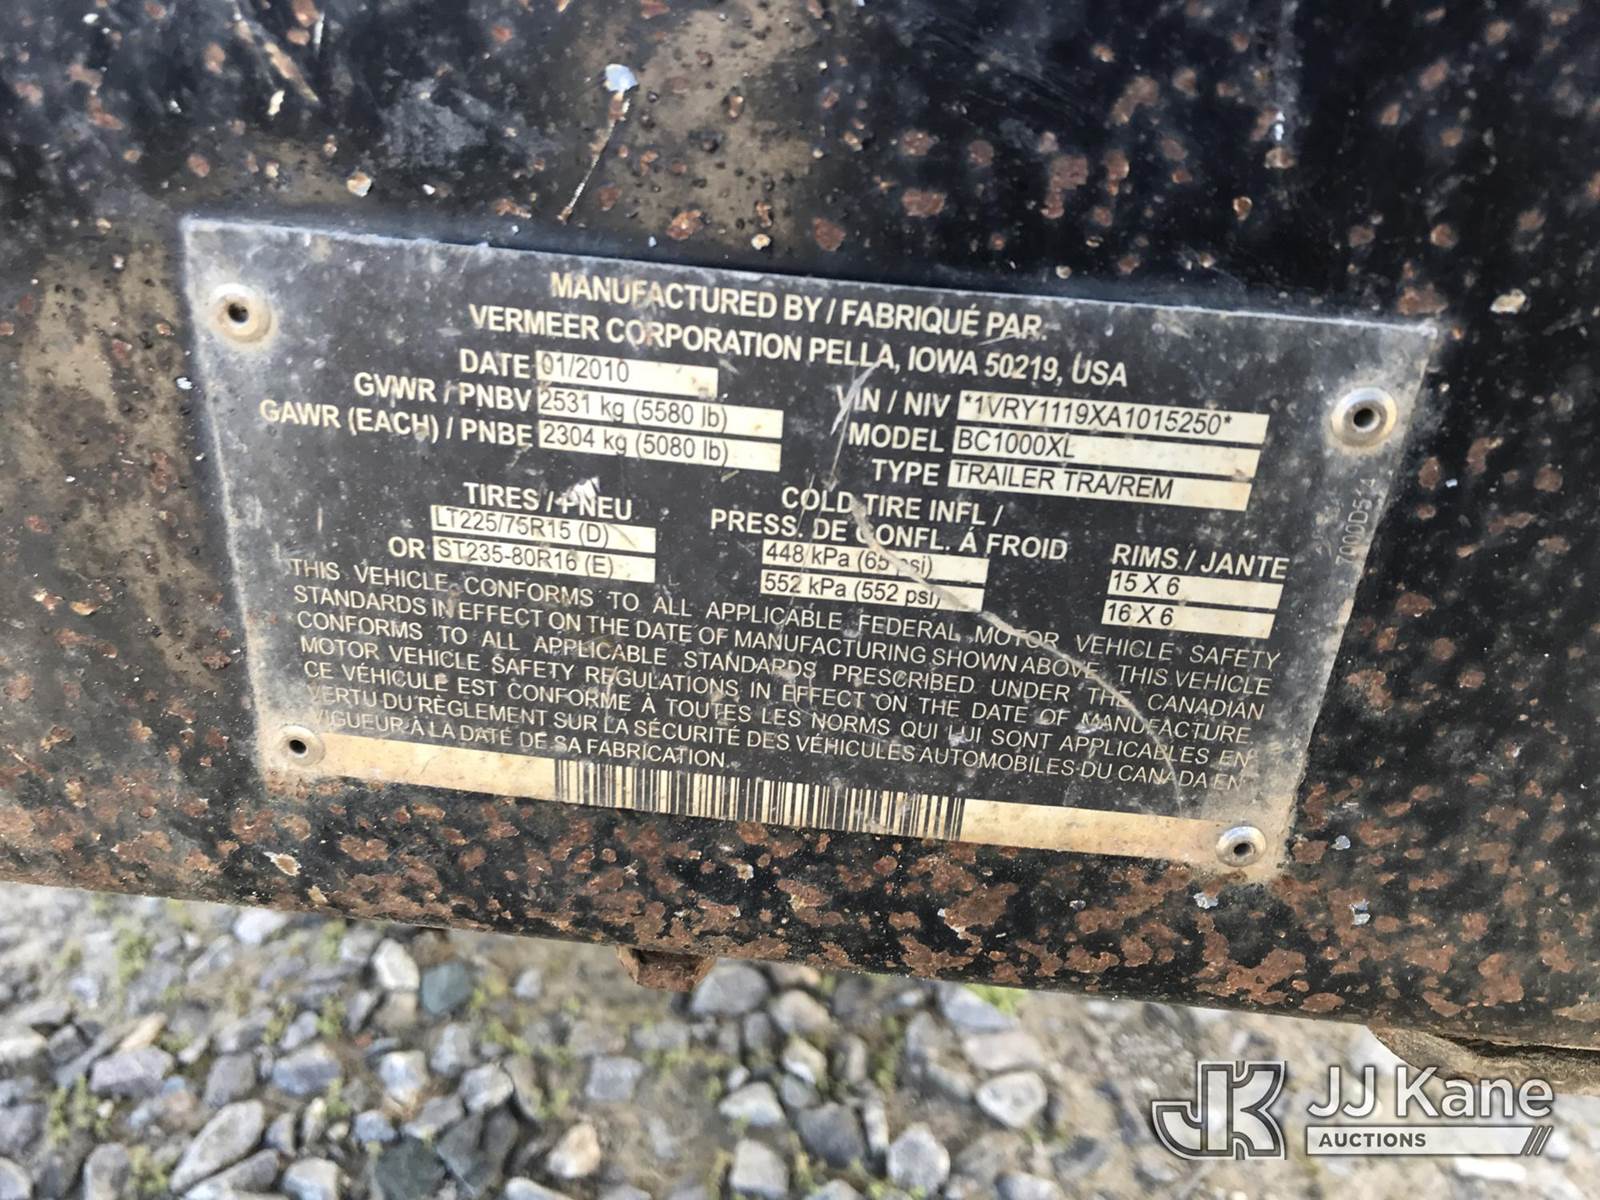 MANUFACTURED BY / FABRIQUÉ PAR
VERMEER CORPORATION PELLA, IOWA 50219, USA
DATE 01/2010
GVWR / PNBV 2531 kg (5580 lb)
GAWR (EACH) / PNBE 2304 kg (5080 lb)
VIN / NIV *1VRY1119XA1015250*
MODEL BC1000XL
TYPE TRAILER TRA/REM
TIRES / PNEU
LT225/75R15 (D)
OR ST235-80R16 (E)
COLD TIRE INFL /
PRESS. DE CONFL. À FROID
448 kPa (65 psi)
552 kPa (552 psi)
RIMS / JANTE
15 X 6
16 X 6
THIS VEHICLE CONFORMS TO ALL APPLICABLE FEDERAL MOTOR VEHICLE SAFETY
STANDARDS IN EFFECT ON THE DATE OF MANUFACTURING SHOWN ABOVE. THIS VEHICLE
CONFORMS TO ALL APPLICABLE STANDARDS PRESCRIBED UNDER THE CANADIAN
MOTOR VEHICLE SAFETY REGULATIONS IN EFFECT ON THE DATE OF MANUFACTURE
CE VÉHICULE EST CONFORME À TOUTES LES NORMS QUI LUI SONT APPLICABLES EN
VERTU DU RÈGLEMENT SUR LA SÉCURITÉ DES VÉHICULES AUTOMOBILES DU CANADA EN
VIGUEUR À LA DATE DE SA FABRICATION.
JJ Kane
AUCTIONS